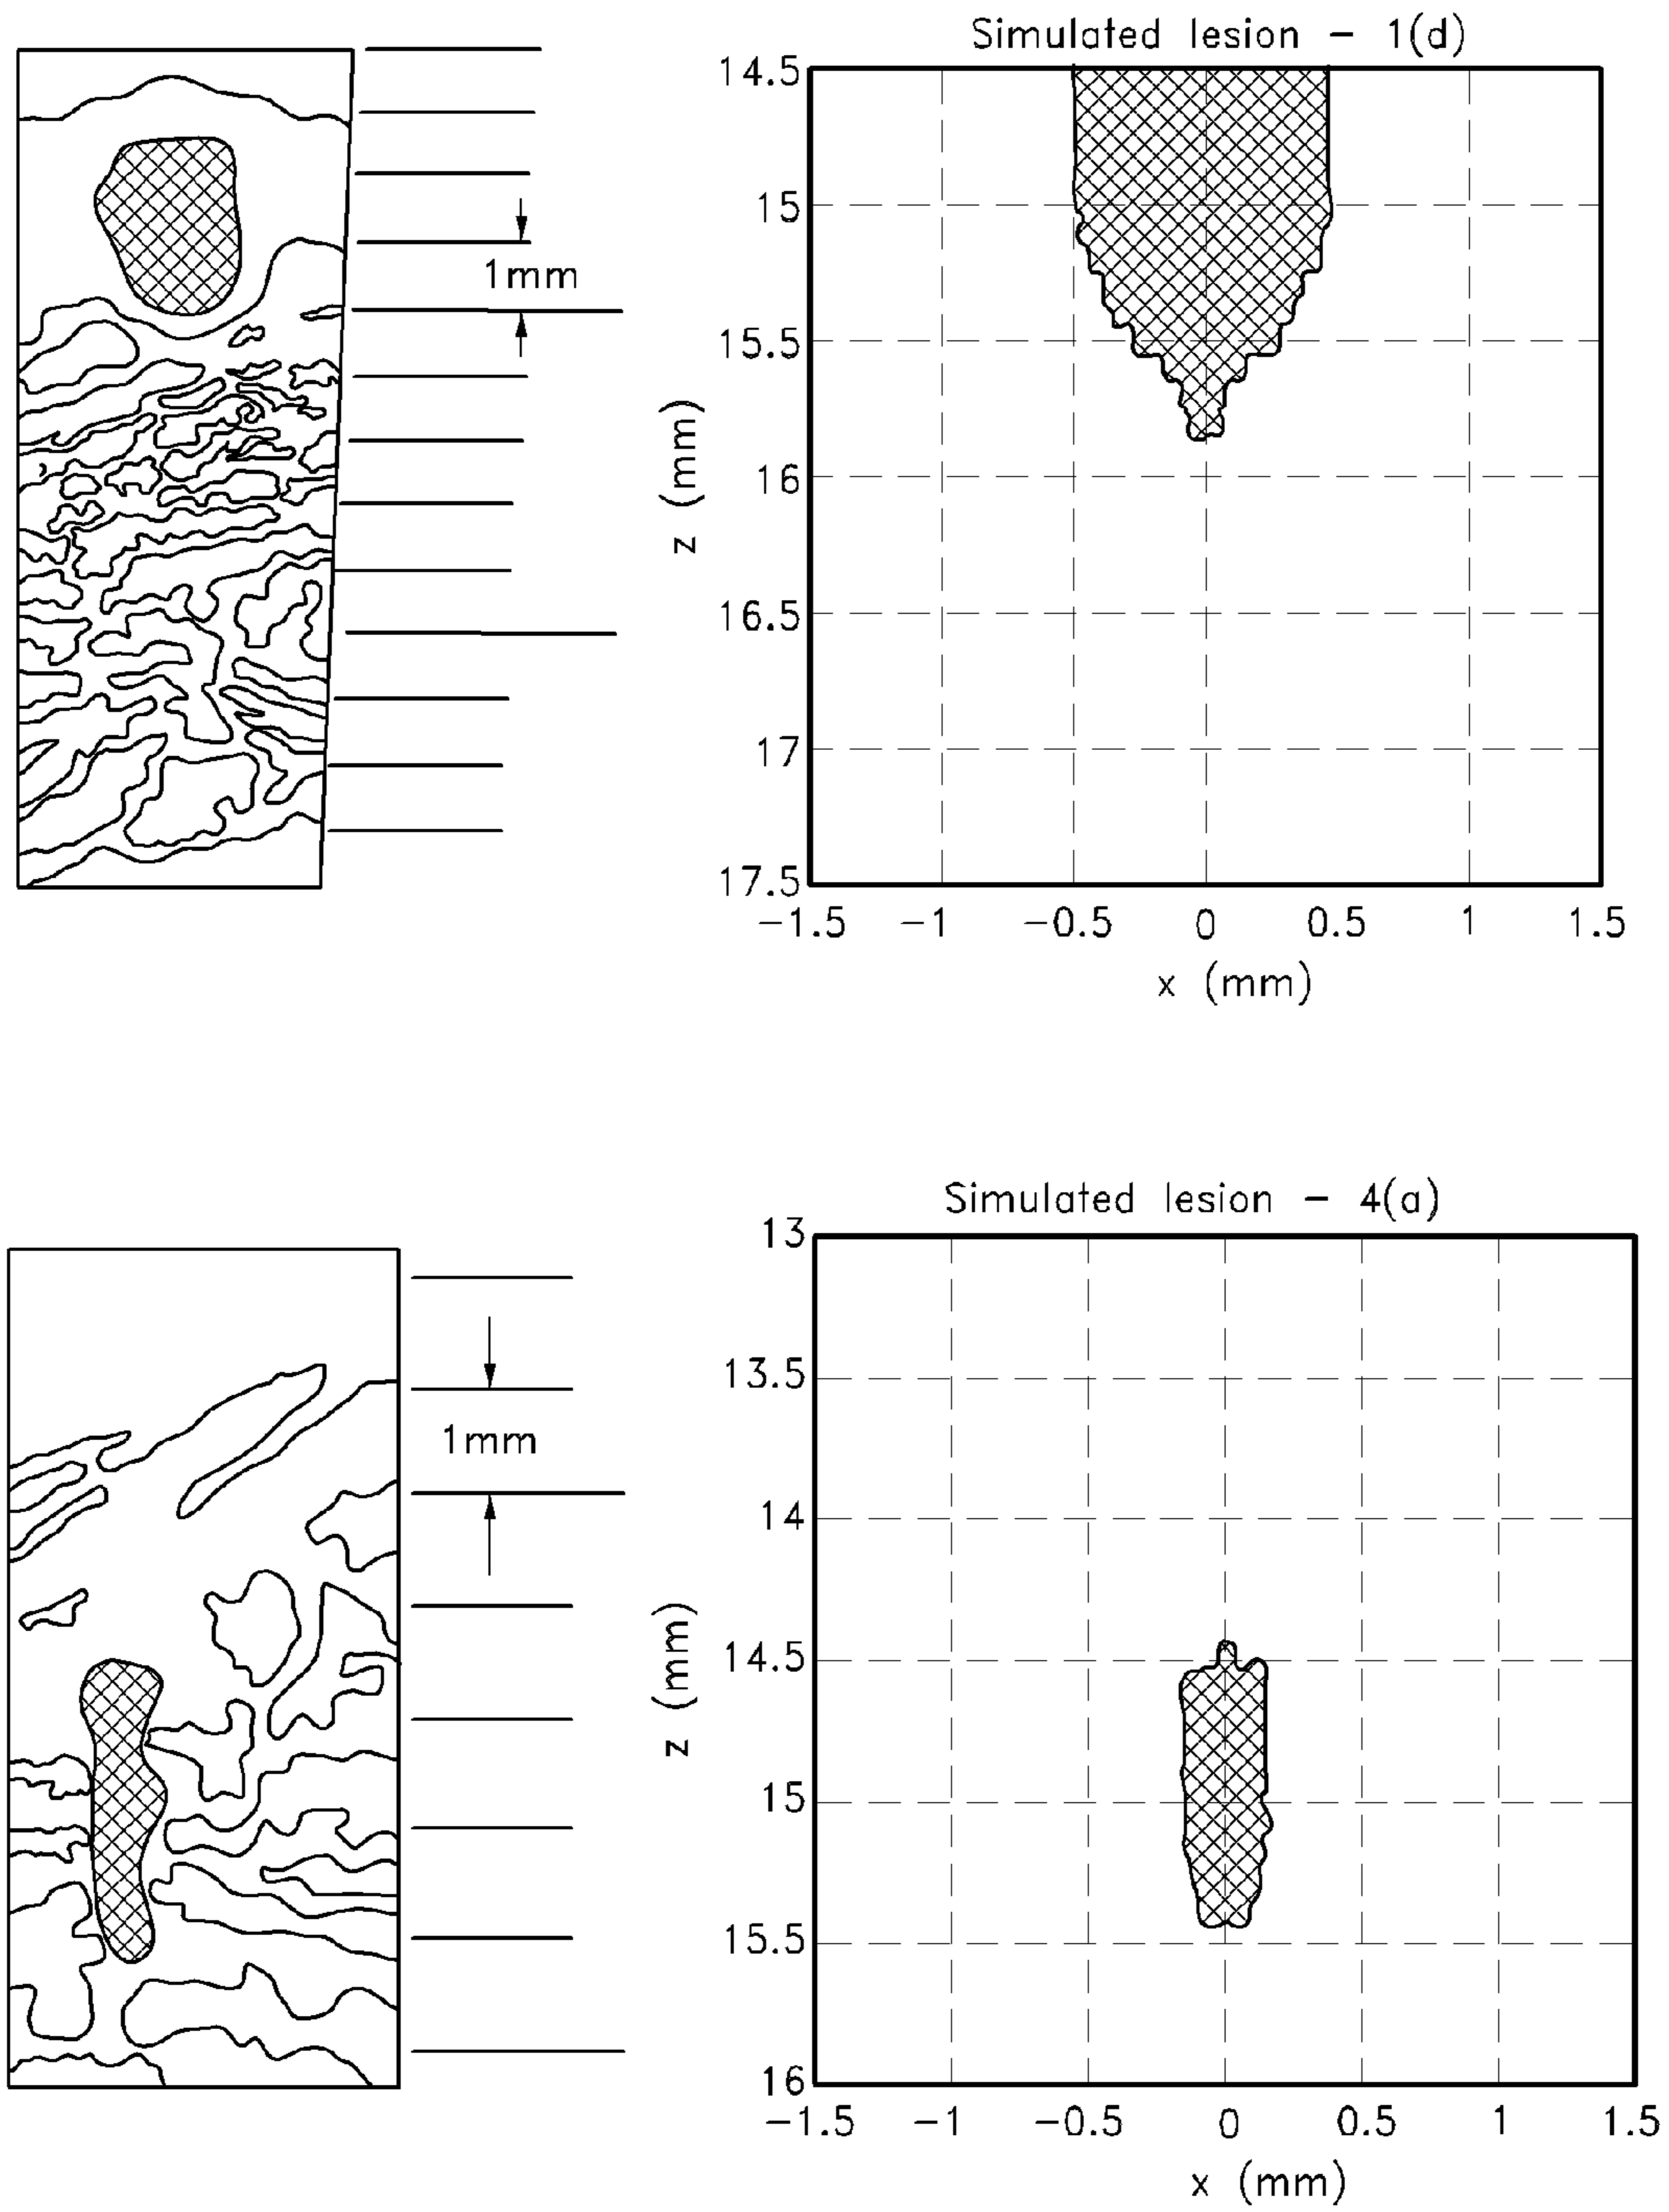 Simulated lesion - 1(d)
14.5
15
1mm
15.5
z (mm)
16
16.5
17
17.5
-1.5 -1 -0.5 0 0.5 1 1.5
x (mm)
Simulated lesion - 4(a)
13
13.5
1mm
14
14.5
z (mm)
15
15.5
16
-1.5 -1 -0.5 0 0.5 1 1.5
x (mm)